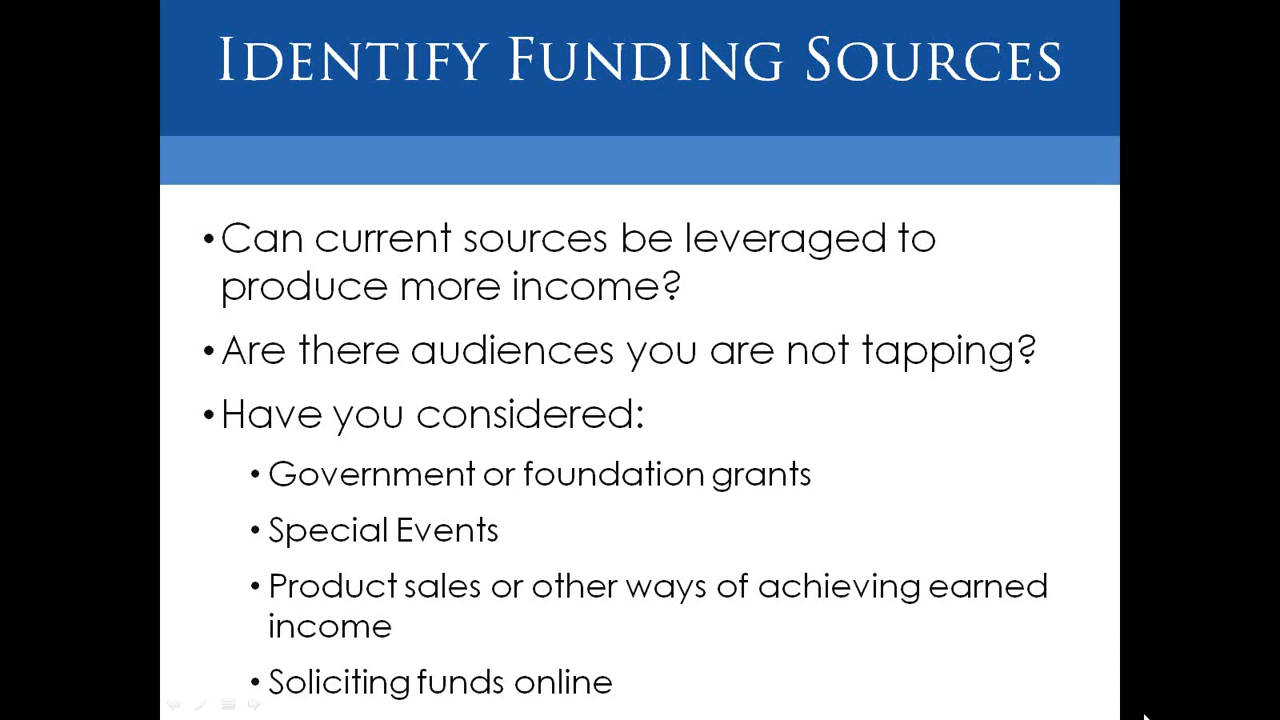 Identify Funding Sources
•Can current sources be leveraged to
produce more income?
•Are there audiences you are not tapping?
•Have you considered:
•Government or foundation grants
•Special Events
•Product sales or other ways of achieving earned
income
•Soliciting funds online